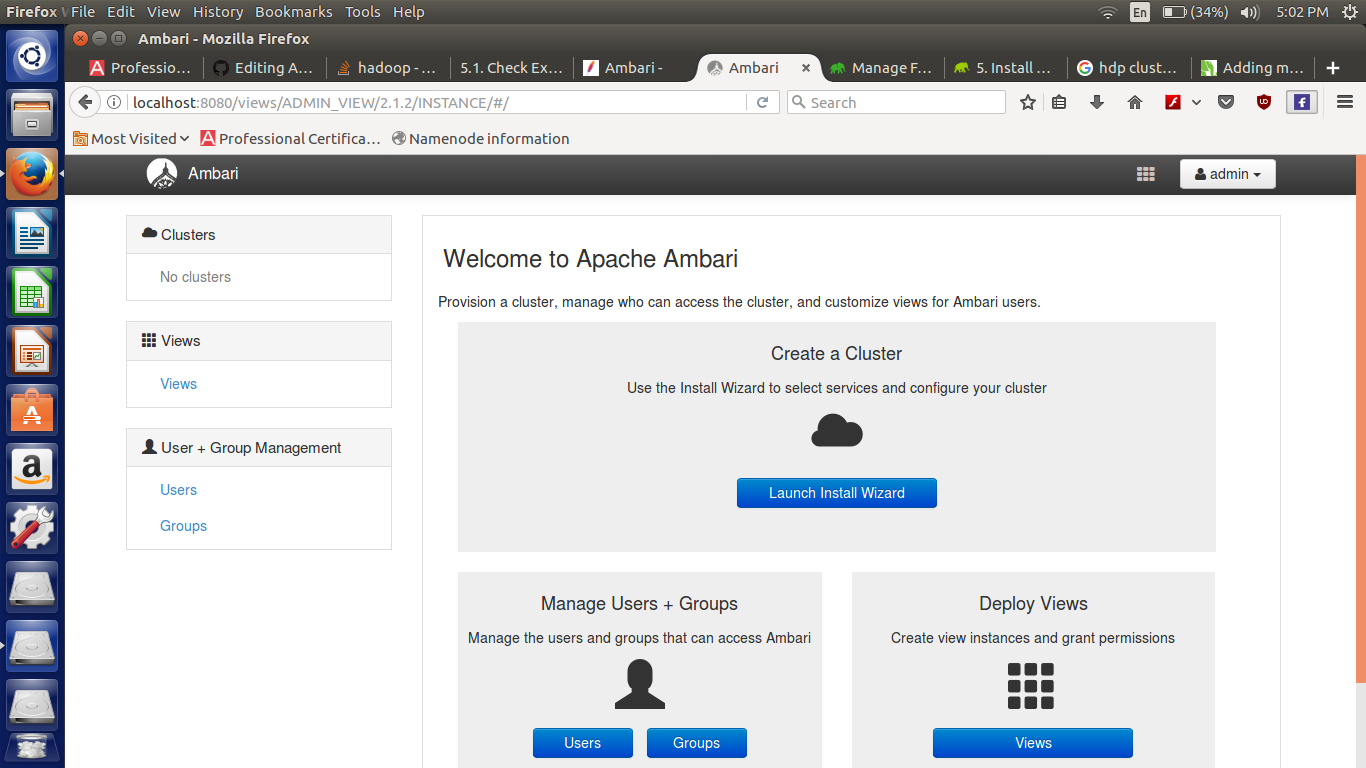 Firefox W File Edit View History Bookmarks Tools Help En (34%) 5:02 PM
Ambari - Mozilla Firefox
Professio... Editing A... hadoop - ... 5.1. Check Ex... Ambari - Ambari Manage F... 5. Install ... hdp clust... Adding m...
localhost:8080/views/ADMIN_VIEW/2.1.2/INSTANCE/#/ Search
Most Visited Professional Certifica... Namenode information
Ambari admin
Clusters
No clusters
Views
Views
User + Group Management
Users
Groups
Welcome to Apache Ambari
Provision a cluster, manage who can access the cluster, and customize views for Ambari users.
Create a Cluster
Use the Install Wizard to select services and configure your cluster
Launch Install Wizard
Manage Users + Groups
Manage the users and groups that can access Ambari
Users Groups
Deploy Views
Create view instances and grant permissions
Views